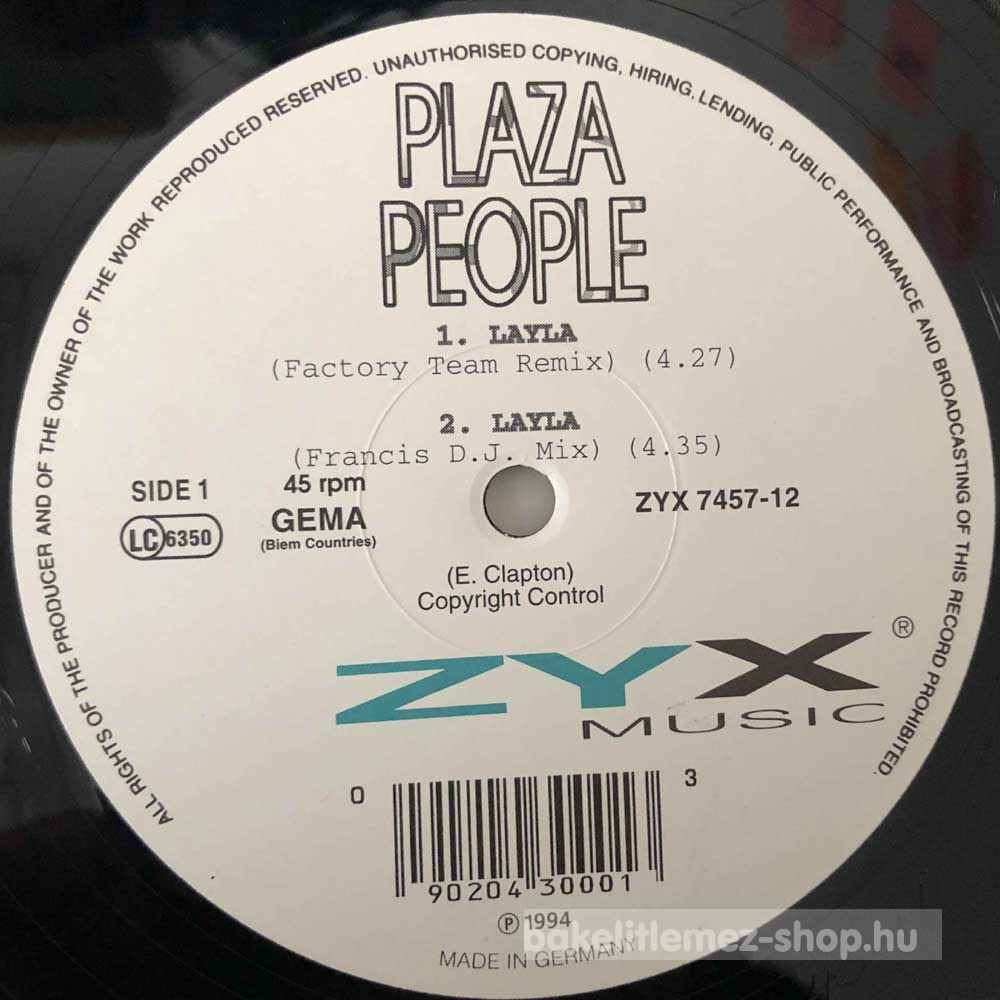 ALL RIGHTS OF THE PRODUCER AND OF THE OWNER OF THE WORK REPRODUCED RESERVED. UNAUTHORISED COPYING, HIRING, LENDING, PUBLIC PERFORMANCE AND BROADCASTING OF THIS RECORD PROHIBITED.
PLAZA
PEOPLE
1. LAYLA
(Factory Team Remix) (4.27)
2. LAYLA
(Francis D.J. Mix) (4.35)
SIDE 1
45 rpm
LC 6350
GEMA
(Biem Countries)
ZYX 7457-12
(E. Clapton)
Copyright Control
ZYX ®
MUSIC
0 90204 30001 3
℗ 1994
MADE IN GERMANY
bakelitlemez-shop.hu